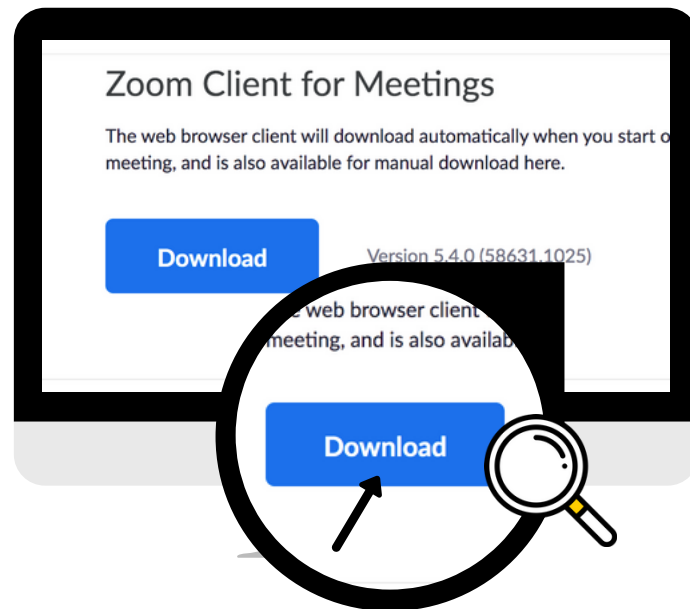 Zoom Client for Meetings
The web browser client will download automatically when you start o
meeting, and is also available for manual download here.
Download
Version 5.4.0 (58631.1025)
web browser client
meeting, and is also availab
Download